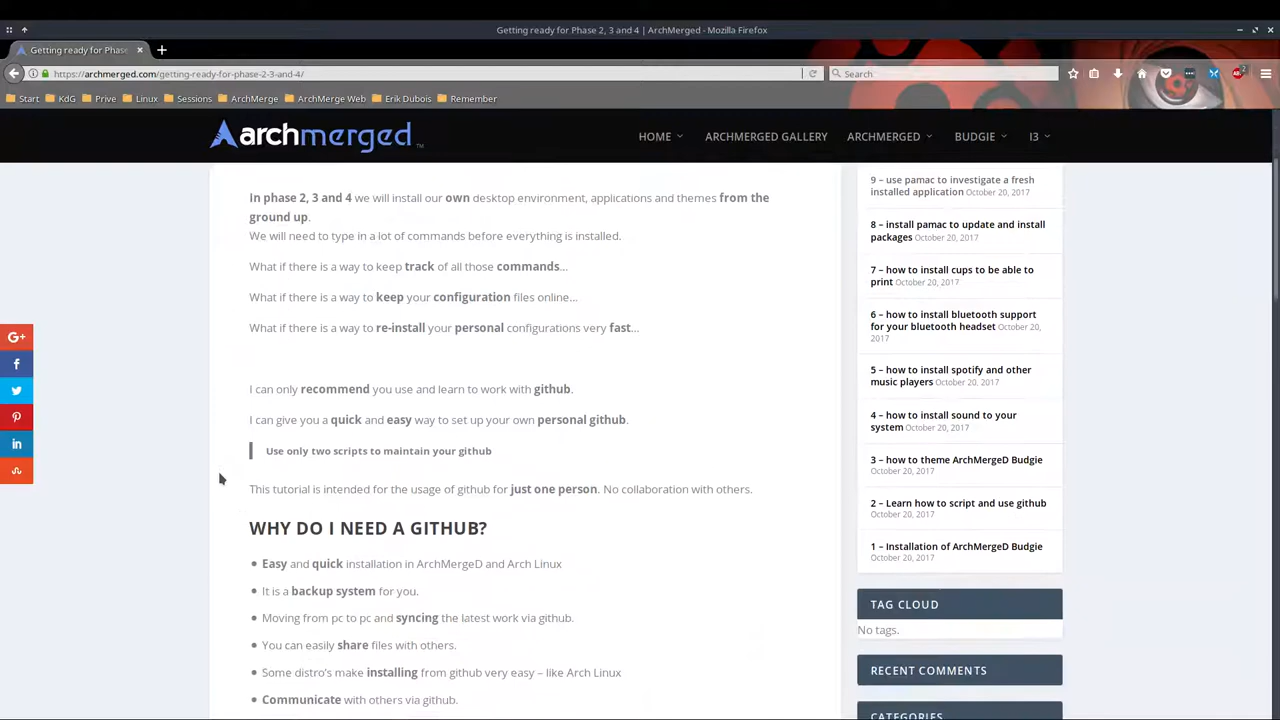 Getting ready for Phase 2, 3 and 4 | ArchMerged - Mozilla Firefox
Getting ready for Phase
https://archmerged.com/getting-ready-for-phase-2-3-and-4/
Search
2
Start KdG Prive Linux Sessions ArchMerge ArchMerge Web Erik Dubois Remember
archmerged™
HOME ARCHMERGED GALLERY ARCHMERGED BUDGIE I3
In phase 2, 3 and 4 we will install our own desktop environment, applications and themes from the
ground up.
We will need to type in a lot of commands before everything is installed.
What if there is a way to keep track of all those commands…
What if there is a way to keep your configuration files online…
What if there is a way to re-install your personal configurations very fast…
I can only recommend you use and learn to work with github.
I can give you a quick and easy way to set up your own personal github.
Use only two scripts to maintain your github
This tutorial is intended for the usage of github for just one person. No collaboration with others.
WHY DO I NEED A GITHUB?
Easy and quick installation in ArchMergeD and Arch Linux
It is a backup system for you.
Moving from pc to pc and syncing the latest work via github.
You can easily share files with others.
Some distro's make installing from github very easy – like Arch Linux
Communicate with others via github.
9 – use pamac to investigate a fresh
installed application October 20, 2017
8 – install pamac to update and install
packages October 20, 2017
7 – how to install cups to be able to
print October 20, 2017
6 – how to install bluetooth support
for your bluetooth headset October 20,
2017
5 – how to install spotify and other
music players October 20, 2017
4 – how to install sound to your
system October 20, 2017
3 – how to theme ArchMergeD Budgie
October 20, 2017
2 – Learn how to script and use github
October 20, 2017
1 – Installation of ArchMergeD Budgie
October 20, 2017
TAG CLOUD
No tags.
RECENT COMMENTS
CATEGORIES